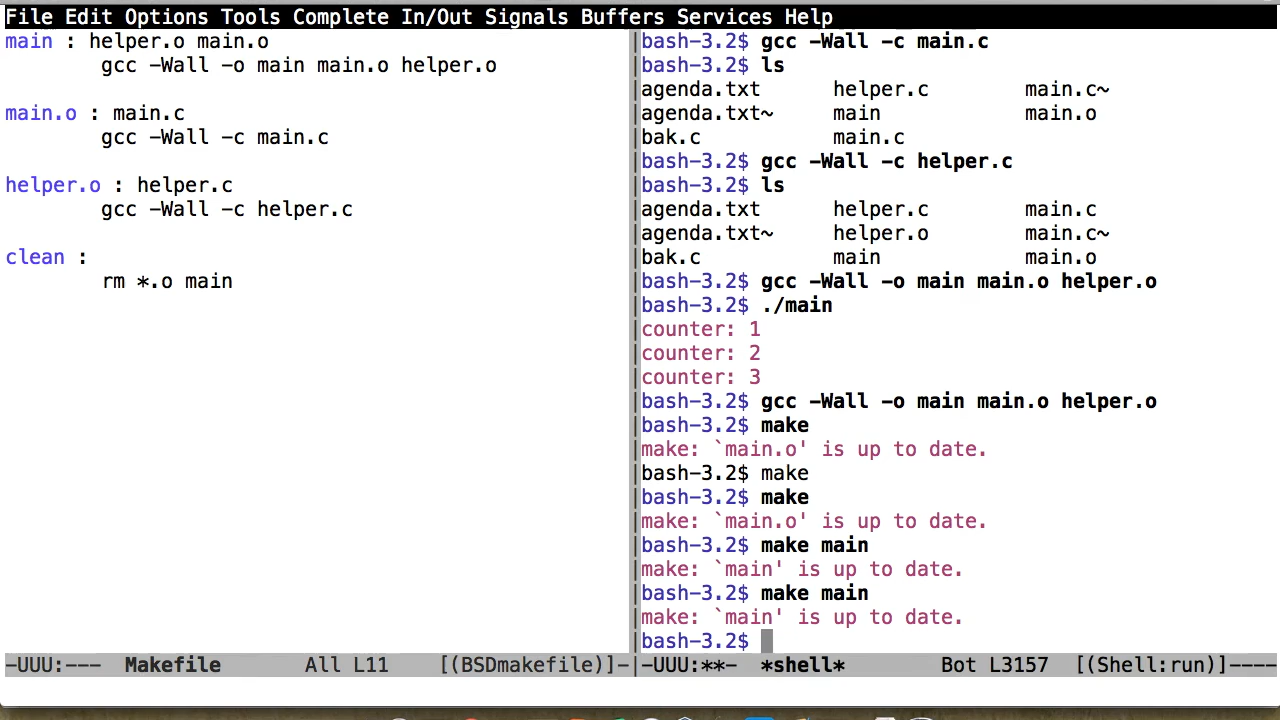 File Edit Options Tools Complete In/Out Signals Buffers Services Help
main : helper.o main.o
gcc -Wall -o main main.o helper.o
main.o : main.c
gcc -Wall -c main.c
helper.o : helper.c
gcc -Wall -c helper.c
clean :
rm *.o main
-UUU:---  Makefile       All L11    [(BSDmakefile)]-
bash-3.2$ gcc -Wall -c main.c
bash-3.2$ ls
agenda.txt      helper.c        main.c~
agenda.txt~     main            main.o
bak.c           main.c
bash-3.2$ gcc -Wall -c helper.c
bash-3.2$ ls
agenda.txt      helper.c        main.c
agenda.txt~     helper.o        main.c~
bak.c           main            main.o
bash-3.2$ gcc -Wall -o main main.o helper.o
bash-3.2$ ./main
counter: 1
counter: 2
counter: 3
bash-3.2$ gcc -Wall -o main main.o helper.o
bash-3.2$ make
make: `main.o' is up to date.
bash-3.2$ make
bash-3.2$ make
make: `main.o' is up to date.
bash-3.2$ make main
make: `main' is up to date.
bash-3.2$ make main
make: `main' is up to date.
bash-3.2$
-UUU:**-  *shell*        Bot L3157  [(Shell:run)]----